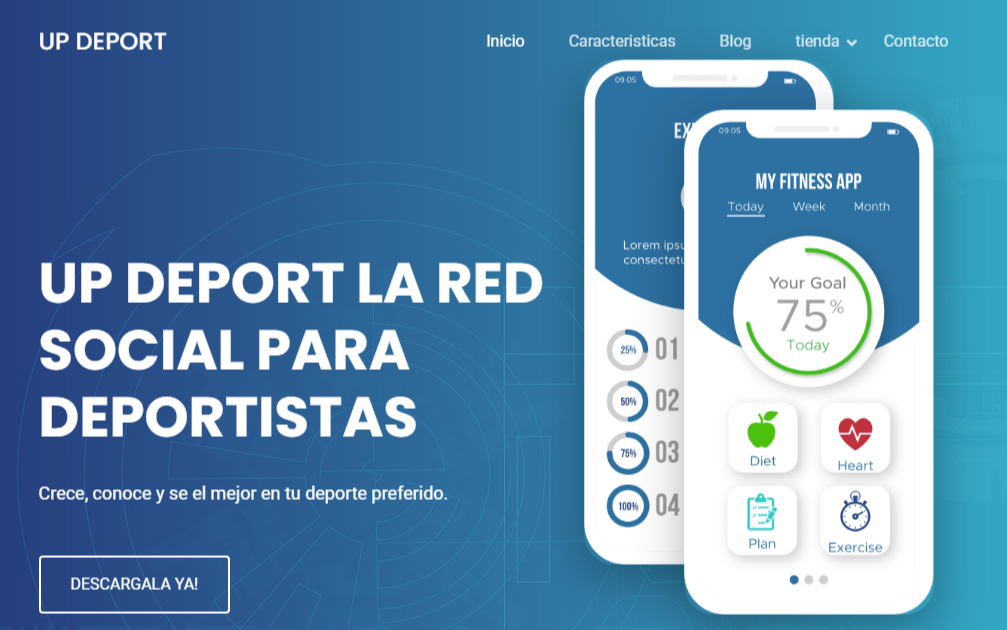 UP DEPORT
Inicio
Caracteristicas
Blog
tienda
Contacto
UP DEPORT LA RED
SOCIAL PARA
DEPORTISTAS
Crece, conoce y se el mejor en tu deporte preferido.
DESCARGALA YA!
09:05
Lorem
25% 01
50% 02
75% 03
100% 04
09:05
MY FITNESS APP
Today Week Month
Your Goal
75%
Today
Diet
Heart
Plan
Exercise